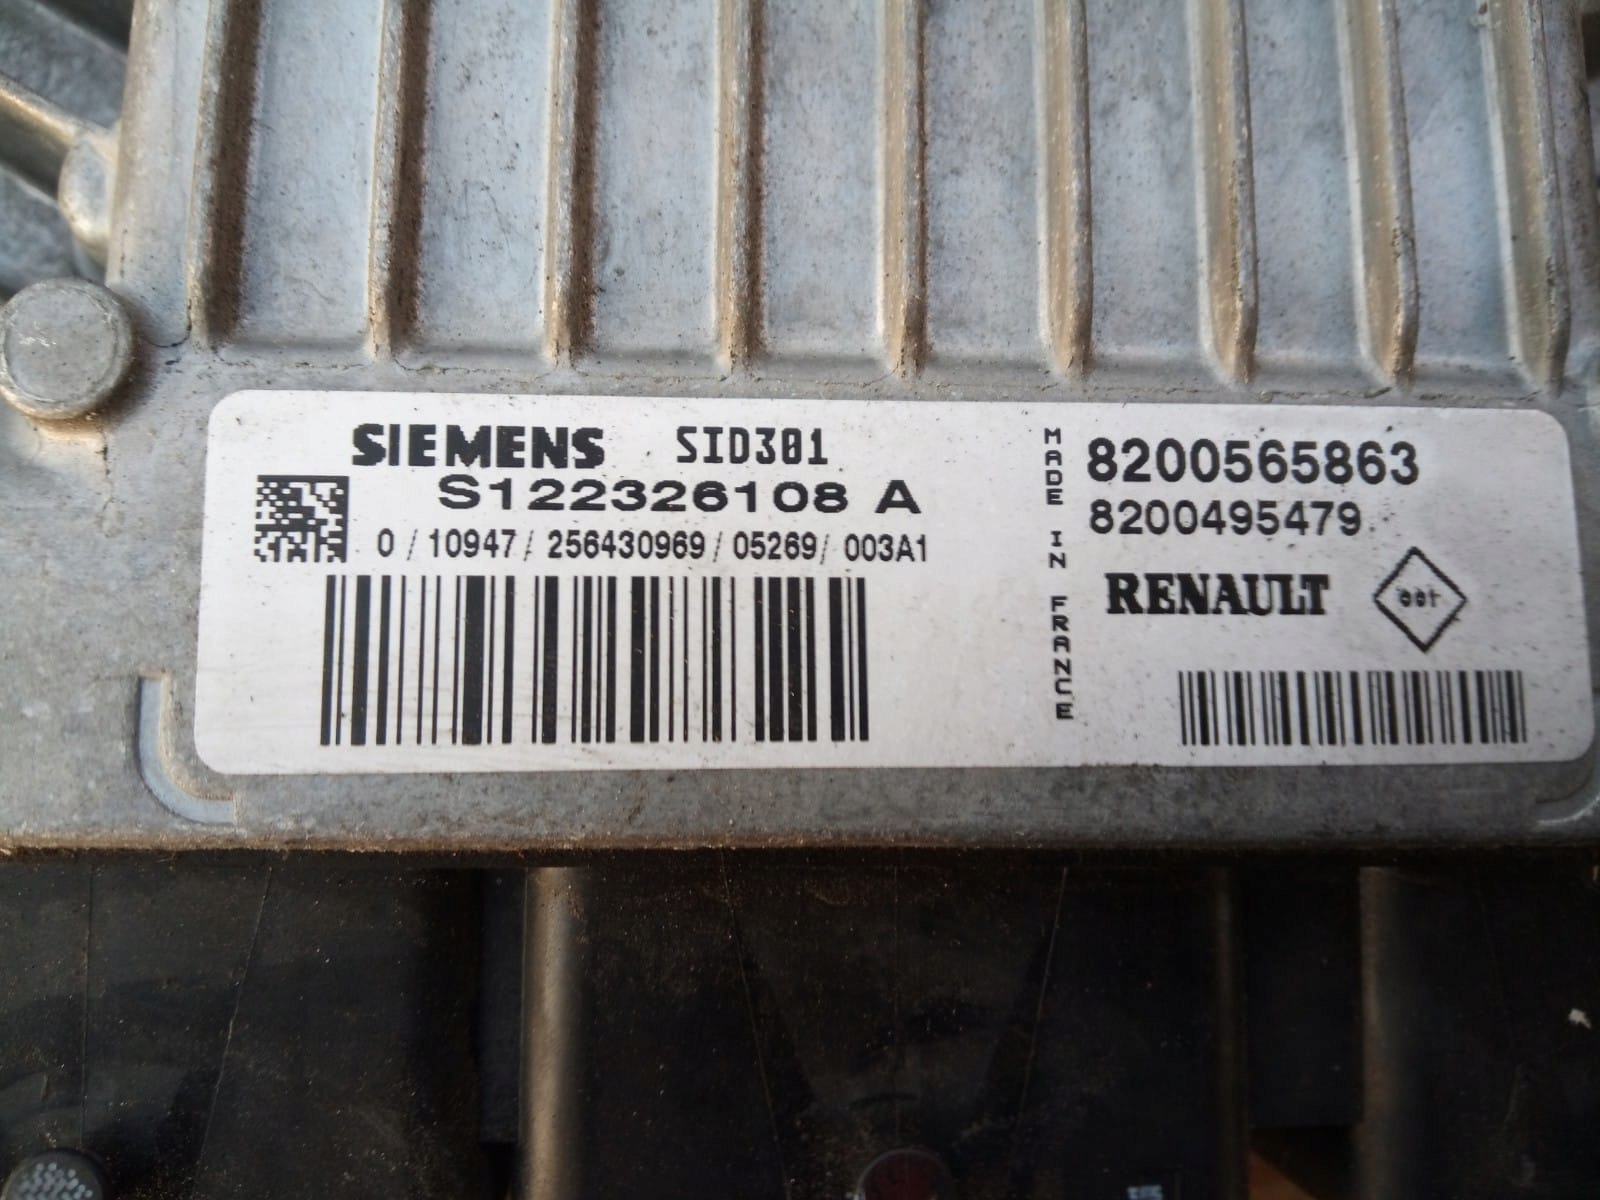 SIEMENS SID301
S122326108 A
0 / 10947 / 256430969 / 05269 / 003A1
MADE IN FRANCE
8200565863
8200495479
RENAULT